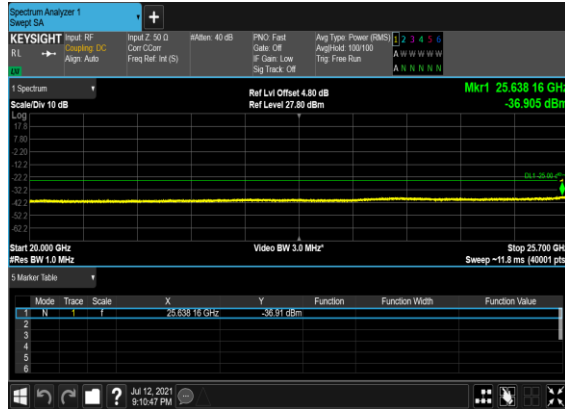 Spectrum Analyzer 1
Swept SA
KEYSIGHT Input: RF Input Z: 50 Ω #Atten: 40 dB PNO: Fast Avg Type: Power (RMS) 1 2 3 4 5 6
RL Coupling: DC Corr CCorr Gate: Off Avg|Hold: 100/100 A W W W W W
Align: Auto Freq Ref: Int (S) IF Gain: Low Trig: Free Run
Sig Track: Off A N N N N N
1 Spectrum Ref Lvl Offset 4.80 dB Mkr1 25.638 16 GHz
Scale/Div 10 dB Ref Level 27.80 dBm -36.905 dBm
Log
17.8
7.80
-2.20
-12.2
-22.2 DL1 -25.00
-32.2
-42.2
-52.2
-62.2
Start 20.000 GHz Video BW 3.0 MHz* Stop 25.700 GHz
#Res BW 1.0 MHz Sweep ~11.8 ms (40001 pts)
5 Marker Table
Mode Trace Scale X Y Function Function Width Function Value
1 N 1 f 25.638 16 GHz -36.91 dBm
2
3
4
5
6
? Jul 12, 2021
9:10:47 PM